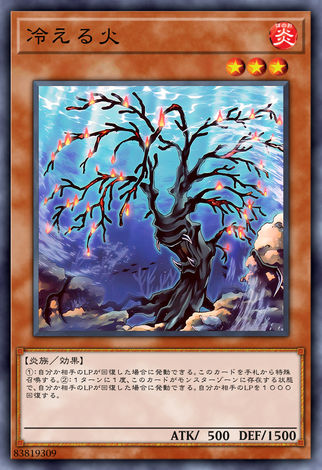 冷える火
炎
ほのお
【炎族／効果】
①：自分か相手のLPが回復した場合に発動できる。このカードを手札から特殊
召喚する。②：１ターンに１度、このカードがモンスターゾーンに存在する状態
で、自分か相手のLPが回復した場合に発動できる。自分か相手のLPを１０００
回復する。
ATK/ 500 DEF/1500
83819309